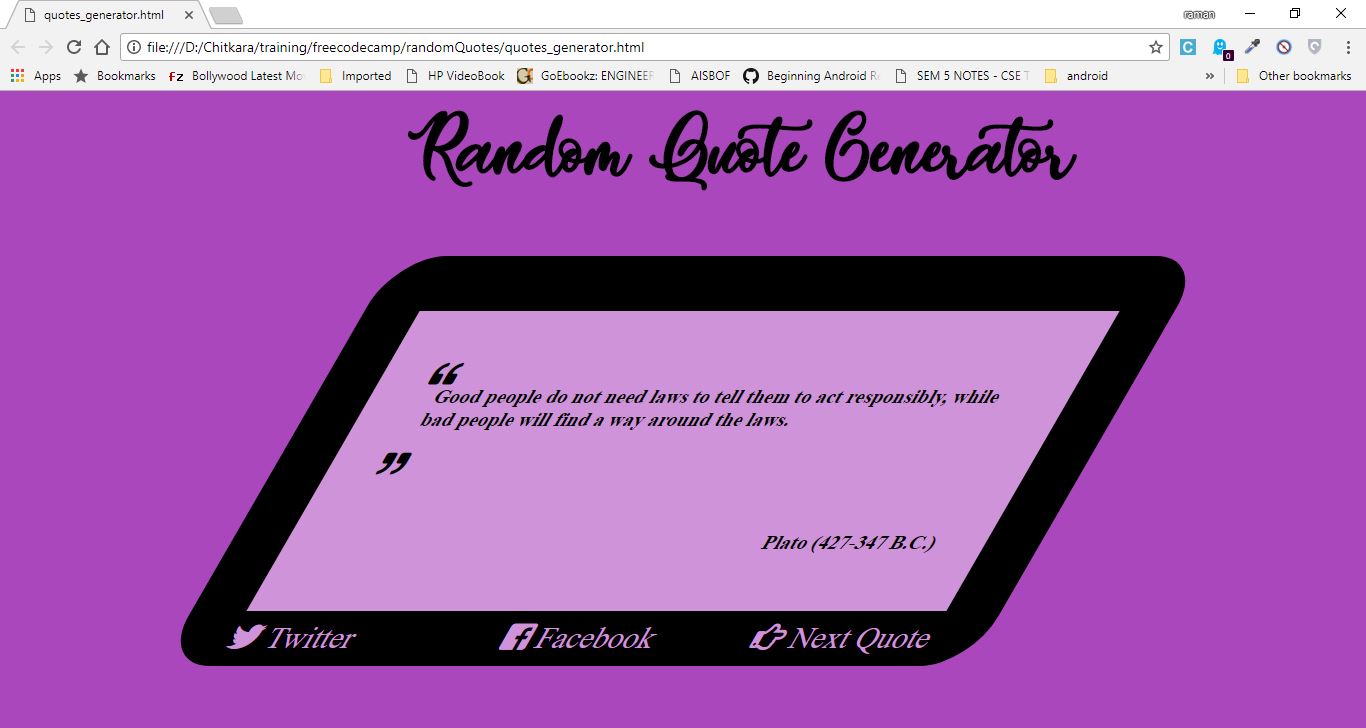 quotes_generator.html
raman
file:///D:/Chitkara/training/freecodecamp/randomQuotes/quotes_generator.html
Apps Bookmarks fz Bollywood Latest Mo Imported HP VideoBook GoEbookz: ENGINEER AISBOF Beginning Android Re SEM 5 NOTES - CSE T android » Other bookmarks
Random Quote Generator
“ Good people do not need laws to tell them to act responsibly, while
bad people will find a way around the laws.
”
Plato (427-347 B.C.)
Twitter Facebook Next Quote